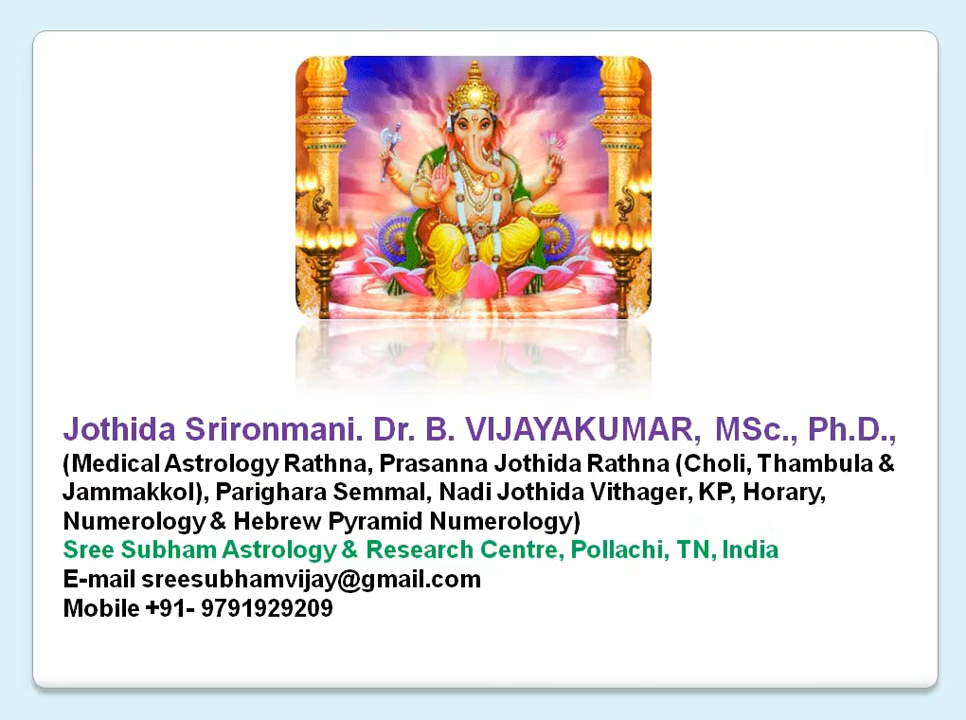 Jothida Srironmani. Dr. B. VIJAYAKUMAR, MSc., Ph.D.,
(Medical Astrology Rathna, Prasanna Jothida Rathna (Choli, Thambula &
Jammakkol), Parighara Semmal, Nadi Jothida Vithager, KP, Horary,
Numerology & Hebrew Pyramid Numerology)
Sree Subham Astrology & Research Centre, Pollachi, TN, India
E-mail sreesubhamvijay@gmail.com
Mobile +91- 9791929209